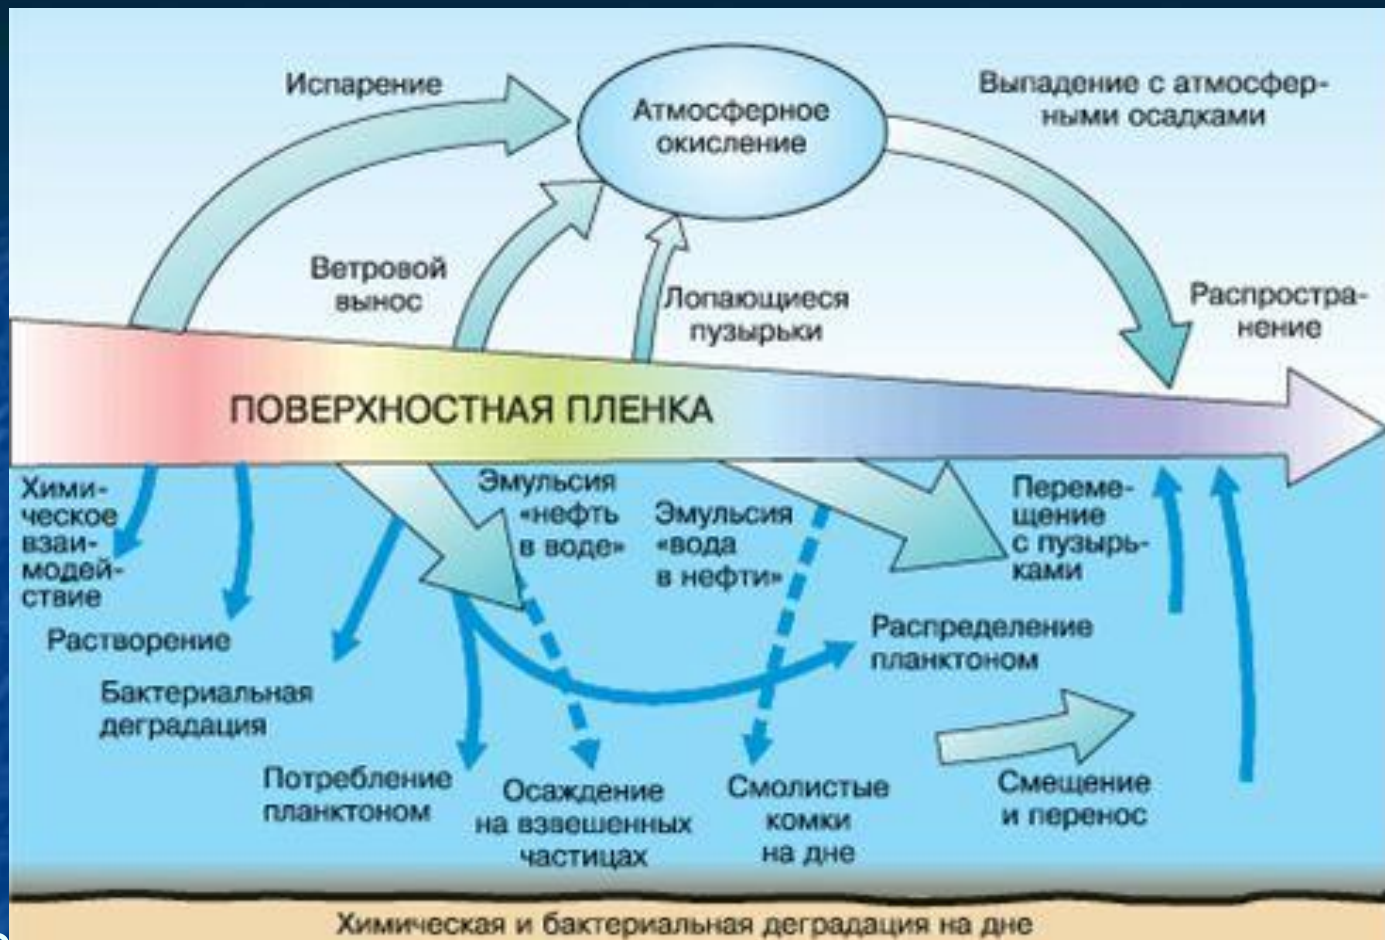 Испарение
Атмосферное
окисление
Выпадение с атмосфер-
ными осадками
Ветровой
вынос
Лопающиеся
пузырьки
Распростра-
нение
ПОВЕРХНОСТНАЯ ПЛЕНКА
Хими-
ческое
взаи-
модей-
ствие
Эмульсия
«нефть
в воде»
Эмульсия
«вода
в нефти»
Переме-
щение
с пузырь-
ками
Растворение
Распределение
планктоном
Бактериальная
деградация
Потребление
планктоном
Осаждение
на взвешенных
частицах
Смолистые
комки
на дне
Смещение
и перенос
Химическая и бактериальная деградация на дне